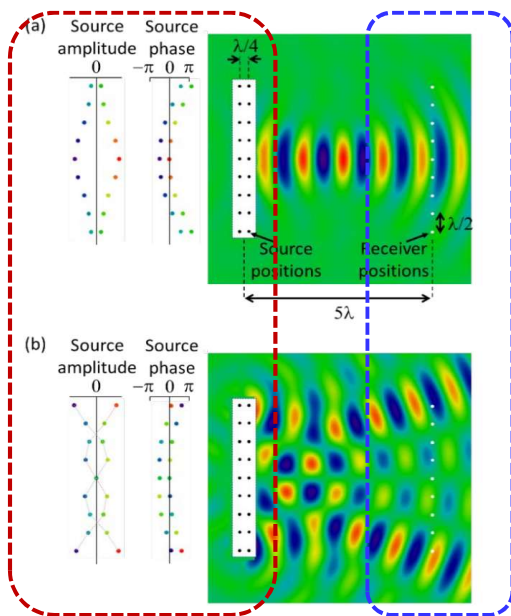 (a)
Source
amplitude
0
Source
phase
−π 0 π
λ/4
λ/2
Source
positions
Receiver
positions
5λ
(b)
Source
amplitude
0
Source
phase
−π 0 π